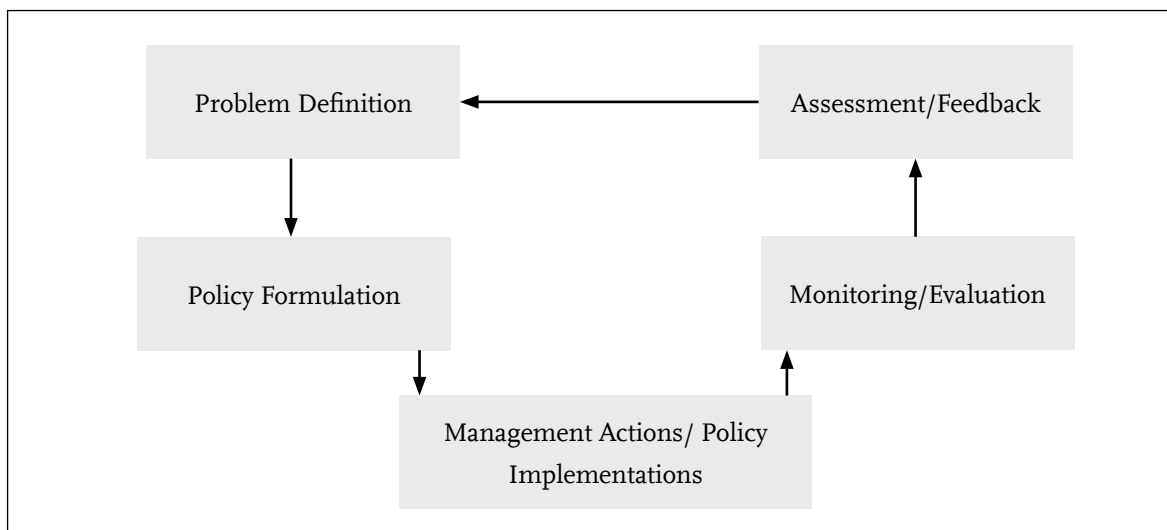 Problem Definition
Assessment/Feedback
Policy Formulation
Monitoring/Evaluation
Management Actions/ Policy
Implementations